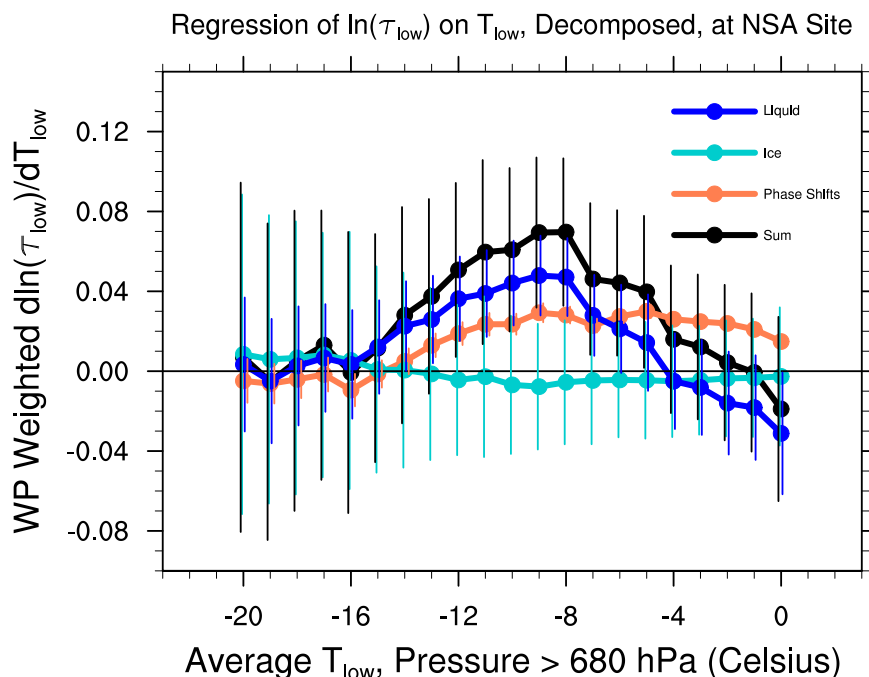 Regression of ln(τlow) on Tlow, Decomposed, at NSA Site
WP Weighted dln(τlow)/dTlow
0.12
0.08
0.04
0.00
-0.04
-0.08
Liquid
Ice
Phase Shifts
Sum
-20 -16 -12 -8 -4 0
Average Tlow, Pressure > 680 hPa (Celsius)